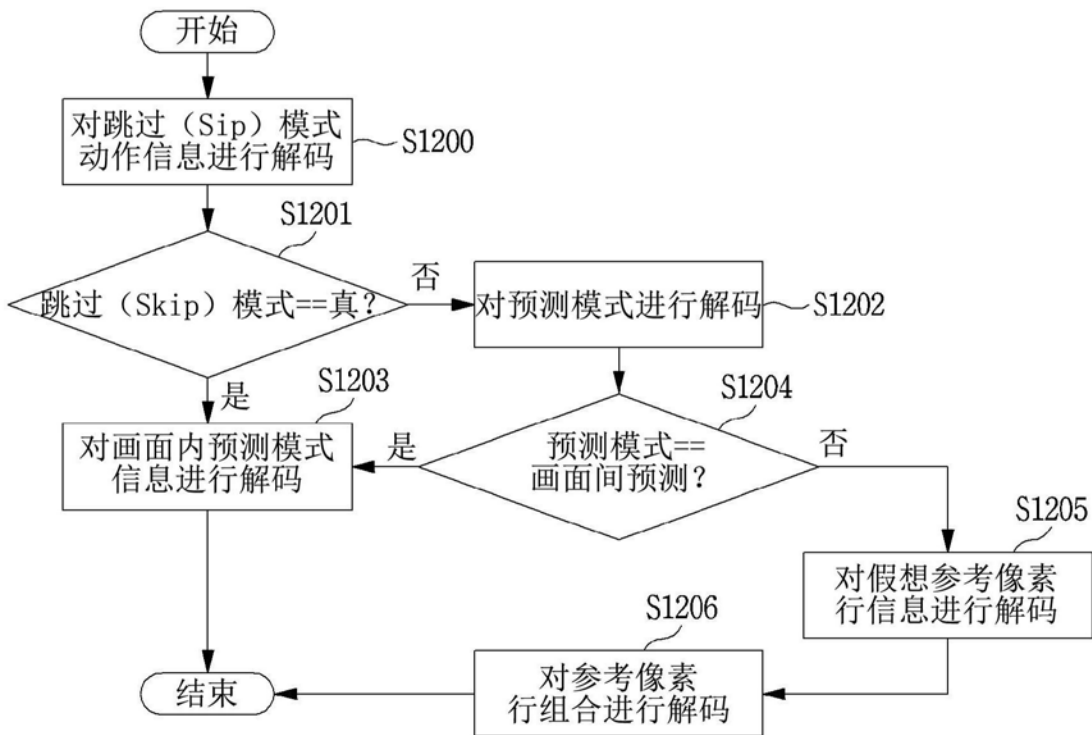 开始
对跳过（Sip）模式
动作信息进行解码
S1200
S1201
跳过（Skip）模式==真?
否
对预测模式进行解码
S1202
是
S1203
对画面内预测模式
信息进行解码
S1204
预测模式==
画面间预测?
是
否
S1205
对假想参考像素
行信息进行解码
S1206
对参考像素
行组合进行解码
结束